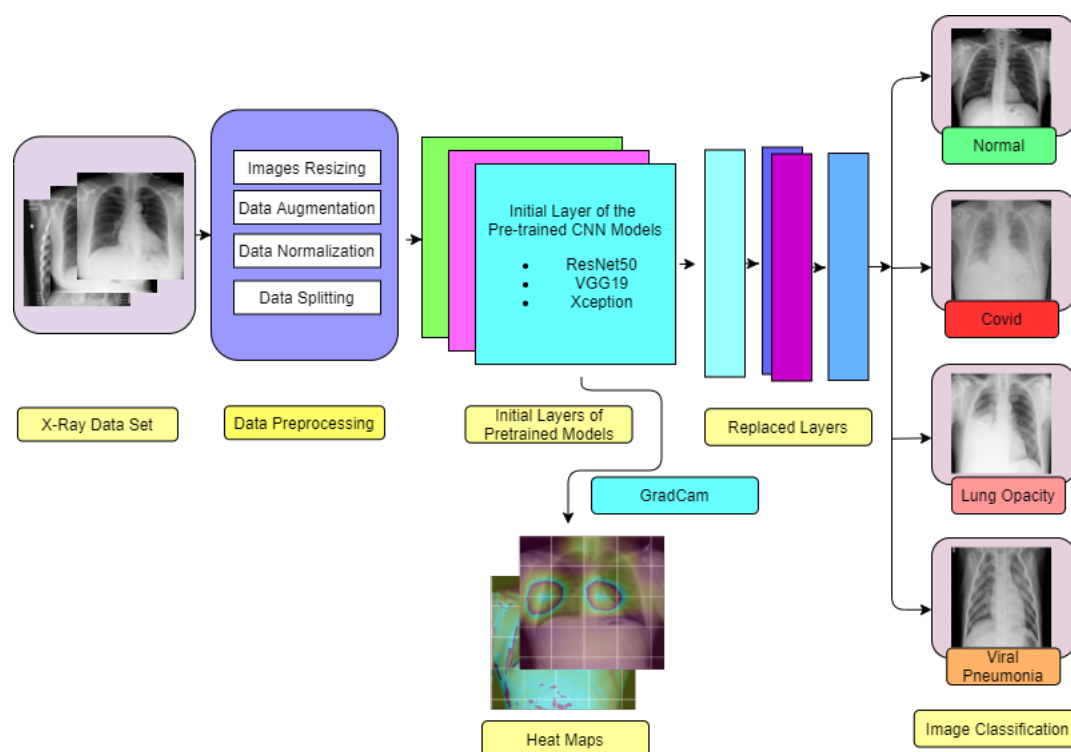 Normal
Images Resizing
Data Augmentation
Data Normalization
Data Splitting
Initial Layer of the
Pre-trained CNN Models
ResNet50
VGG19
Xception
Covid
X-Ray Data Set
Data Preprocessing
Initial Layers of
Pretrained Models
Replaced Layers
GradCam
Lung Opacity
Viral
Pneumonia
Heat Maps
Image Classification